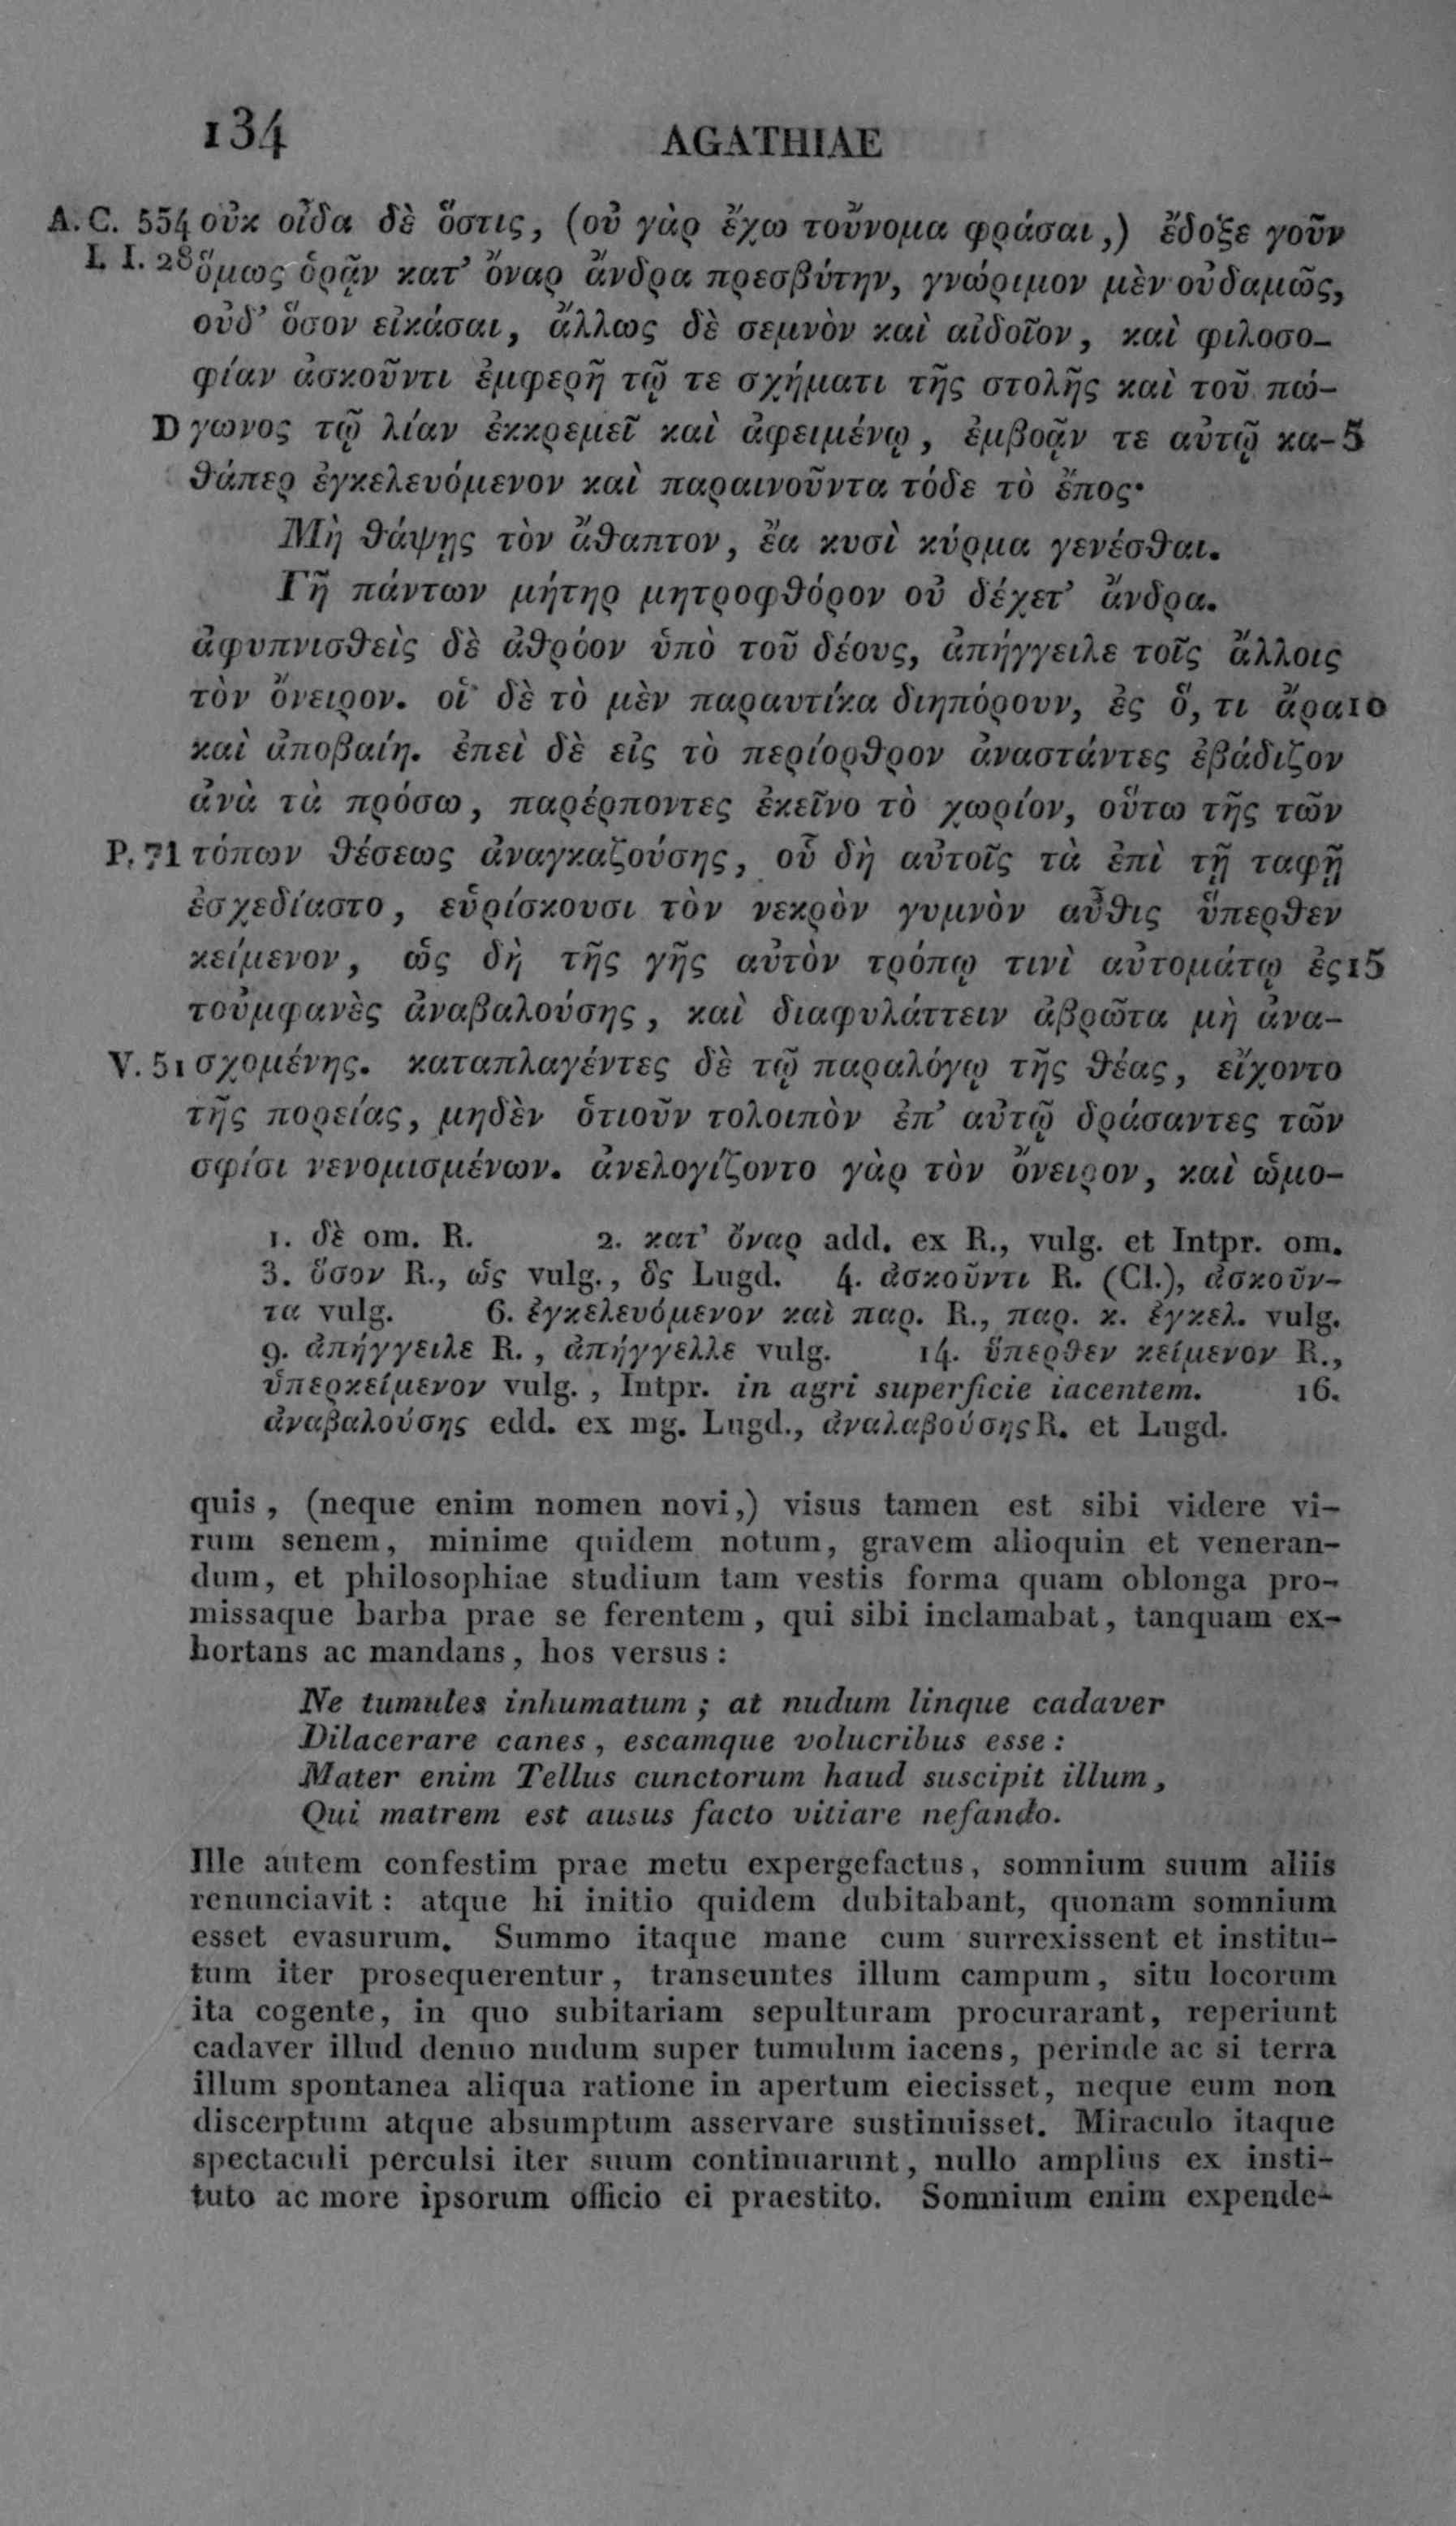 134 AGATHIAE
A. C. 554 οὐκ οἶδα δὲ ὅστις, (οὐ γὰρ ἔχω τοὔνομα φράσαι,) ἔδοξε γοῦν
I. I. 28 ὅμως ὁρᾷν κατ’ ὄναρ ἄνδρα πρεσβύτην, γνώριμον μὲν οὐδαμῶς,
οὐδ’ ὅσον εἰκάσαι, ἄλλως δὲ σεμνὸν καὶ αἰδοῖον, καὶ φιλοσο-
φίαν ἀσκοῦντι ἐμφερῆ τῷ τε σχήματι τῆς στολῆς καὶ τοῦ πώ-
D γωνος τῷ λίαν ἐκκρεμεῖ καὶ ἀφειμένῳ, ἐμβοᾷν τε αὐτῷ κα- 5
θάπερ ἐγκελευόμενον καὶ παραινοῦντα τόδε τὸ ἔπος·
Μὴ θάψῃς τὸν ἄθαπτον, ἔα κυσὶ κύρμα γενέσθαι.
Γῆ πάντων μήτηρ μητροφθόρον οὐ δέχετ’ ἄνδρα.
ἀφυπνισθεὶς δὲ ἀθρόον ὑπὸ τοῦ δέους, ἀπήγγειλε τοῖς ἄλλοις
τὸν ὄνειρον. οἱ δὲ τὸ μὲν παραυτίκα διηπόρουν, ἐς ὅ, τι ἄρα 10
καὶ ἀποβαίη. ἐπεὶ δὲ εἰς τὸ περίορθρον ἀναστάντες ἐβάδιζον
ἀνὰ τὰ πρόσω, παρέρποντες ἐκεῖνο τὸ χωρίον, οὕτω τῆς τῶν
P. 71 τόπων θέσεως ἀναγκαζούσης, οὗ δὴ αὐτοῖς τὰ ἐπὶ τῇ ταφῇ
ἐσχεδίαστο, εὑρίσκουσι τὸν νεκρὸν γυμνὸν αὖθις ὕπερθεν
κείμενον, ὡς δὴ τῆς γῆς αὐτὸν τρόπῳ τινὶ αὐτομάτῳ ἐς 15
τοὐμφανὲς ἀναβαλούσης, καὶ διαφυλάττειν ἀβρῶτα μὴ ἀνα-
V. 51 σχομένης. καταπλαγέντες δὲ τῷ παραλόγῳ τῆς θέας, εἴχοντο
τῆς πορείας, μηδὲν ὁτιοῦν τολοιπὸν ἐπ’ αὐτῷ δράσαντες τῶν
σφίσι νενομισμένων. ἀνελογίζοντο γὰρ τὸν ὄνειρον, καὶ ὡμο-
1. δὲ om. R. 2. κατ’ ὄναρ add. ex R., vulg. et Intpr. om.
3. ὅσον R., ὡς vulg., ὃς Lugd. 4. ἀσκοῦντι R. (Cl.), ἀσκοῦν-
τα vulg. 6. ἐγκελευόμενον καὶ παρ. R., παρ. κ. ἐγκελ. vulg.
9. ἀπήγγειλε R., ἀπήγγελλε vulg. 14. ὕπερθεν κείμενον R.,
ὑπερκείμενον vulg., Intpr. in agri superficie iacentem. 16.
ἀναβαλούσης edd. ex mg. Lugd., ἀναλαβούσης R. et Lugd.
quis, (neque enim nomen novi,) visus tamen est sibi videre vi-
rum senem, minime quidem notum, gravem alioquin et veneran-
dum, et philosophiae studium tam vestis forma quam oblonga pro-
missaque barba prae se ferentem, qui sibi inclamabat, tanquam ex-
hortans ac mandans, hos versus:
Ne tumules inhumatum; at nudum linque cadaver
Dilacerare canes, escamque volucribus esse:
Mater enim Tellus cunctorum haud suscipit illum,
Qui matrem est ausus facto vitiare nefando.
Ille autem confestim prae metu expergefactus, somnium suum aliis
renunciavit: atque hi initio quidem dubitabant, quonam somnium
esset evasurum. Summo itaque mane cum surrexissent et institu-
tum iter prosequerentur, transeuntes illum campum, situ locorum
ita cogente, in quo subitariam sepulturam procurarant, reperiunt
cadaver illud denuo nudum super tumulum iacens, perinde ac si terra
illum spontanea aliqua ratione in apertum eiecisset, neque eum non
discerptum atque absumptum asservare sustinuisset. Miraculo itaque
spectaculi perculsi iter suum continuarunt, nullo amplius ex insti-
tuto ac more ipsorum officio ei praestito. Somnium enim expende-